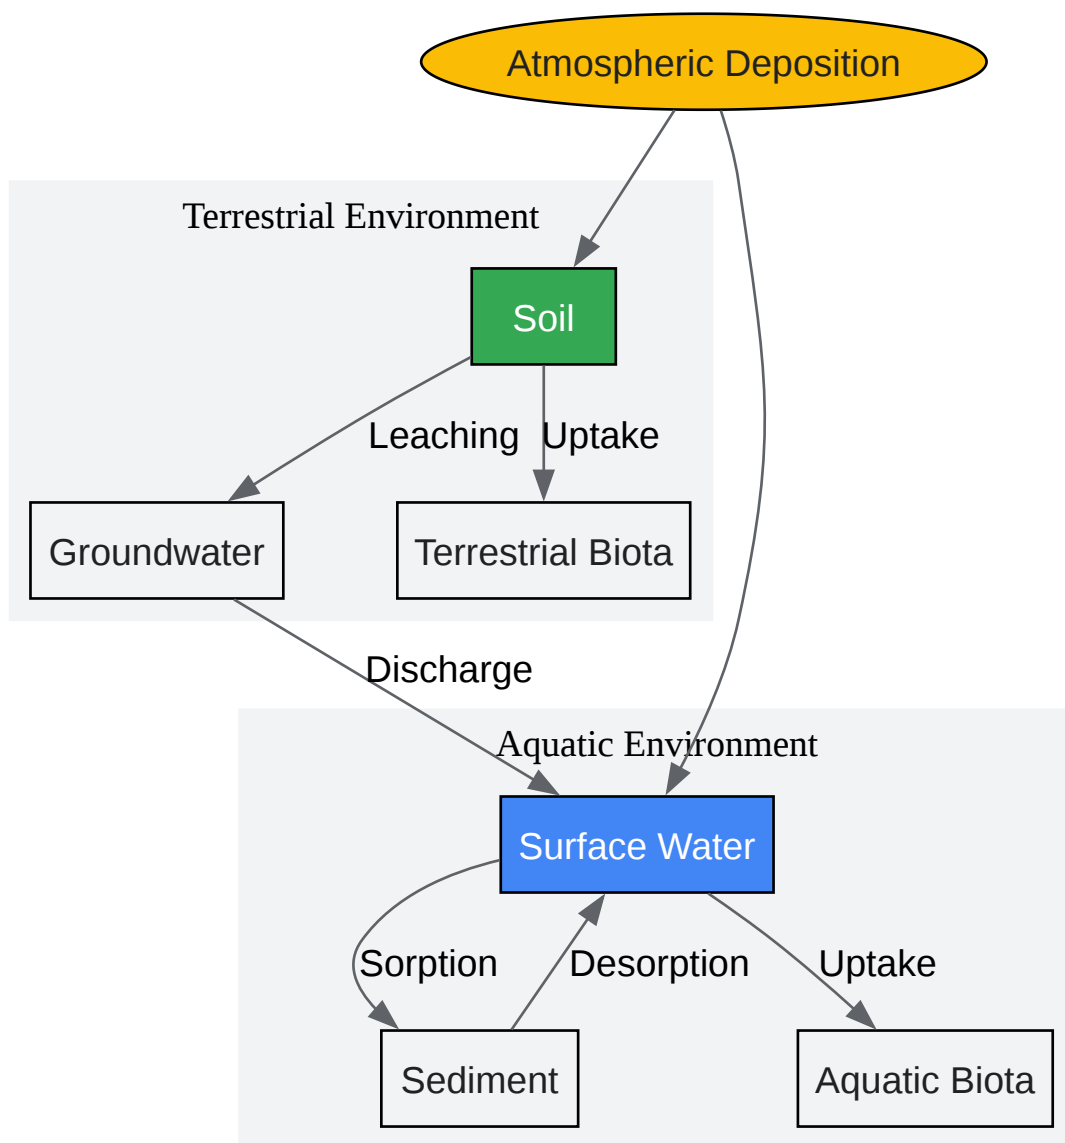 Atmospheric Deposition
Terrestrial Environment
Soil
Leaching
Uptake
Groundwater
Terrestrial Biota
Discharge
Aquatic Environment
Surface Water
Sorption
Desorption
Uptake
Sediment
Aquatic Biota